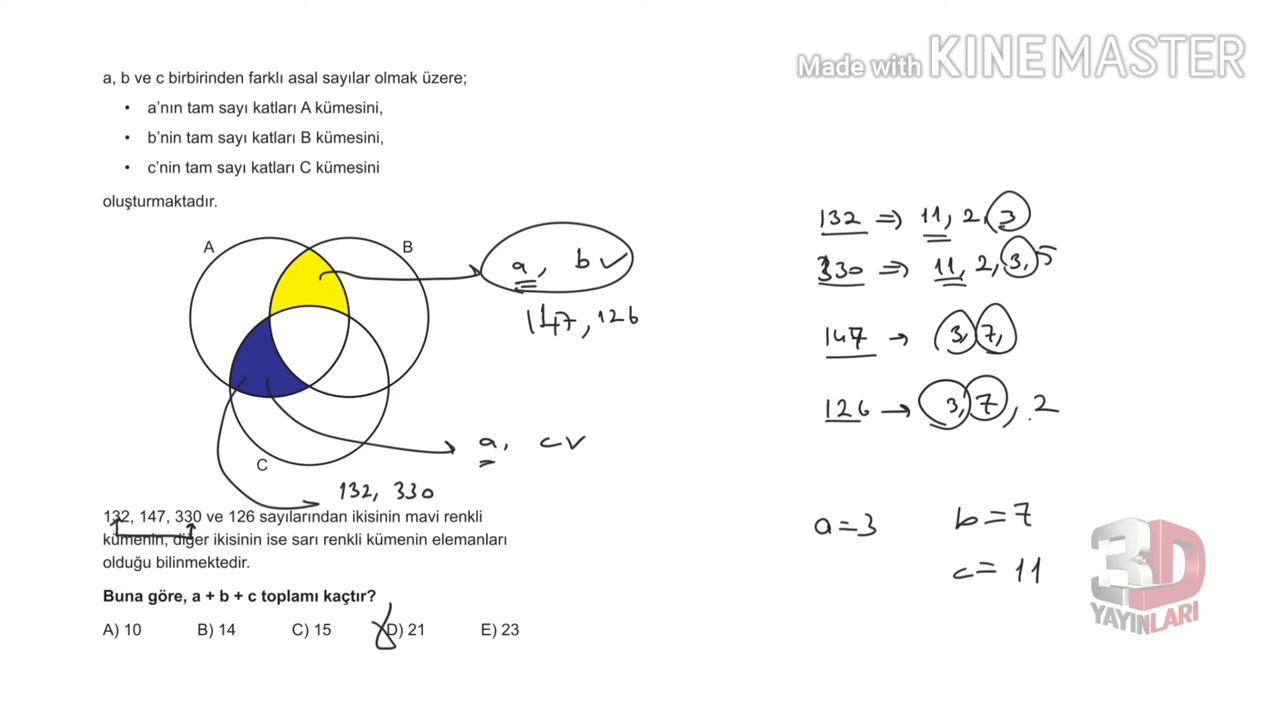 Made with KINEMASTER
a, b ve c birbirinden farklı asal sayılar olmak üzere;
• a’nın tam sayı katları A kümesini,
• b’nin tam sayı katları B kümesini,
• c’nin tam sayı katları C kümesini
oluşturmaktadır.
A
B
a, b ✓
147, 126
C
a, c ✓
132, 330
132, 147, 330 ve 126 sayılarından ikisinin mavi renkli
kümenin, diğer ikisinin ise sarı renkli kümenin elemanları
olduğu bilinmektedir.
Buna göre, a + b + c toplamı kaçtır?
A) 10 B) 14 C) 15 D) 21 E) 23
132 ⇒ 11, 2, 3
330 ⇒ 11, 2, 3, 5
147 → 3, 7,
126 → 3, 7, 2
a = 3 b = 7
c = 11
3D
YAYINLARI